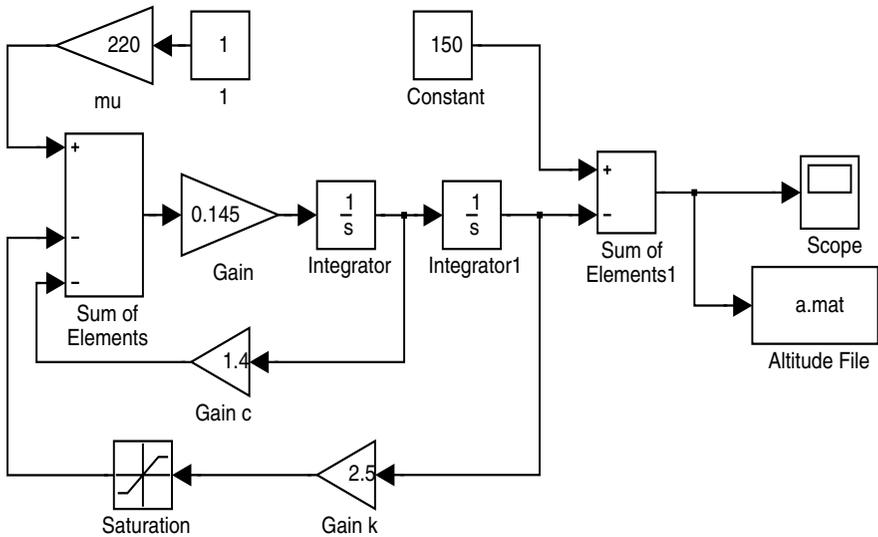 220
1
150
mu
1
Constant
+
−
−
0.145
1
s
1
s
+
−
Gain
Integrator
Integrator1
Sum of
Elements1
Scope
Sum of
Elements
a.mat
1.4
Altitude File
Gain c
2.5
Saturation
Gain k